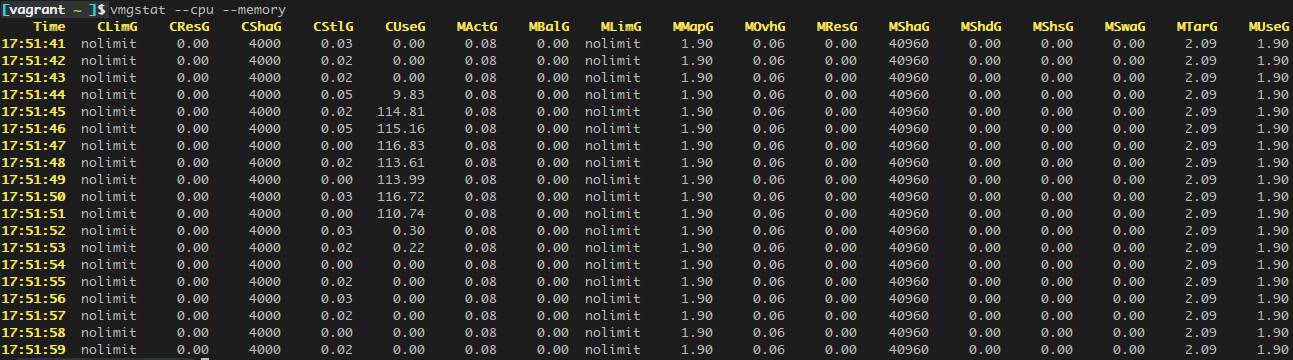 [vagrant ~ ]$ vmgstat --cpu --memory
Time CLimG CResG CShaG CStlG CUseG MActG MBalG MLimG MMapG MOvhG MResG MShaG MShdG MShsG MSwaG MTarG MUseG
17:51:41 nolimit 0.00 4000 0.03 0.00 0.08 0.00 nolimit 1.90 0.06 0.00 40960 0.00 0.00 0.00 2.09 1.90
17:51:42 nolimit 0.00 4000 0.02 0.00 0.08 0.00 nolimit 1.90 0.06 0.00 40960 0.00 0.00 0.00 2.09 1.90
17:51:43 nolimit 0.00 4000 0.02 0.00 0.08 0.00 nolimit 1.90 0.06 0.00 40960 0.00 0.00 0.00 2.09 1.90
17:51:44 nolimit 0.00 4000 0.05 9.83 0.08 0.00 nolimit 1.90 0.06 0.00 40960 0.00 0.00 0.00 2.09 1.90
17:51:45 nolimit 0.00 4000 0.02 114.81 0.08 0.00 nolimit 1.90 0.06 0.00 40960 0.00 0.00 0.00 2.09 1.90
17:51:46 nolimit 0.00 4000 0.05 115.16 0.08 0.00 nolimit 1.90 0.06 0.00 40960 0.00 0.00 0.00 2.09 1.90
17:51:47 nolimit 0.00 4000 0.00 116.83 0.08 0.00 nolimit 1.90 0.06 0.00 40960 0.00 0.00 0.00 2.09 1.90
17:51:48 nolimit 0.00 4000 0.02 113.61 0.08 0.00 nolimit 1.90 0.06 0.00 40960 0.00 0.00 0.00 2.09 1.90
17:51:49 nolimit 0.00 4000 0.00 113.99 0.08 0.00 nolimit 1.90 0.06 0.00 40960 0.00 0.00 0.00 2.09 1.90
17:51:50 nolimit 0.00 4000 0.03 116.72 0.08 0.00 nolimit 1.90 0.06 0.00 40960 0.00 0.00 0.00 2.09 1.90
17:51:51 nolimit 0.00 4000 0.00 110.74 0.08 0.00 nolimit 1.90 0.06 0.00 40960 0.00 0.00 0.00 2.09 1.90
17:51:52 nolimit 0.00 4000 0.03 0.30 0.08 0.00 nolimit 1.90 0.06 0.00 40960 0.00 0.00 0.00 2.09 1.90
17:51:53 nolimit 0.00 4000 0.02 0.22 0.08 0.00 nolimit 1.90 0.06 0.00 40960 0.00 0.00 0.00 2.09 1.90
17:51:54 nolimit 0.00 4000 0.00 0.00 0.08 0.00 nolimit 1.90 0.06 0.00 40960 0.00 0.00 0.00 2.09 1.90
17:51:55 nolimit 0.00 4000 0.02 0.00 0.08 0.00 nolimit 1.90 0.06 0.00 40960 0.00 0.00 0.00 2.09 1.90
17:51:56 nolimit 0.00 4000 0.03 0.00 0.08 0.00 nolimit 1.90 0.06 0.00 40960 0.00 0.00 0.00 2.09 1.90
17:51:57 nolimit 0.00 4000 0.02 0.00 0.08 0.00 nolimit 1.90 0.06 0.00 40960 0.00 0.00 0.00 2.09 1.90
17:51:58 nolimit 0.00 4000 0.00 0.00 0.08 0.00 nolimit 1.90 0.06 0.00 40960 0.00 0.00 0.00 2.09 1.90
17:51:59 nolimit 0.00 4000 0.02 0.00 0.08 0.00 nolimit 1.90 0.06 0.00 40960 0.00 0.00 0.00 2.09 1.90